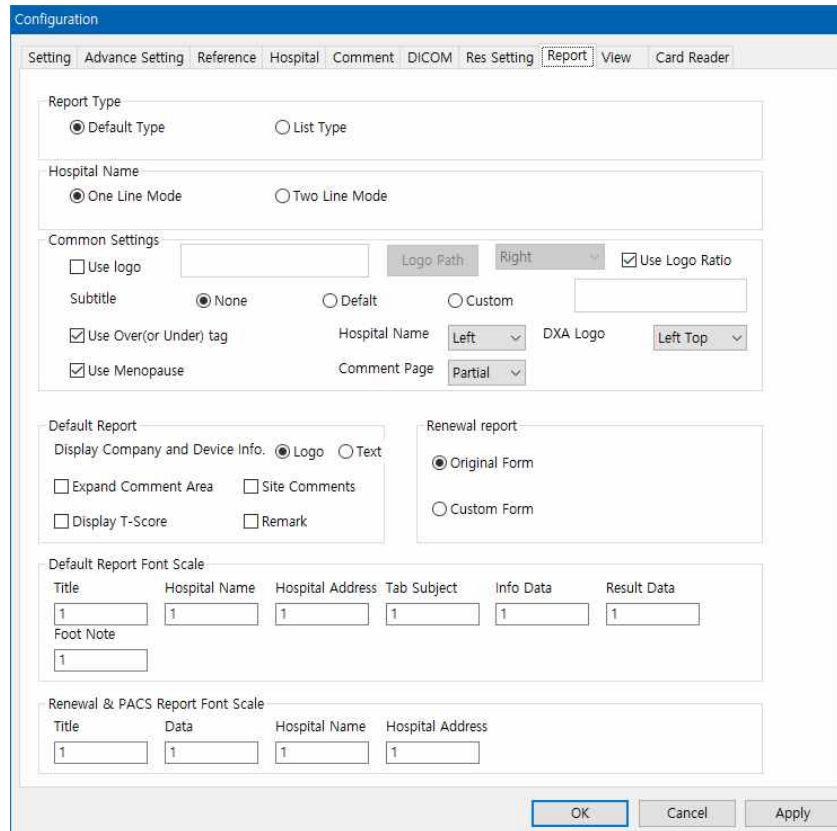 Configuration
Setting Advance Setting Reference Hospital Comment DICOM Res Setting Report View Card Reader
Report Type
Default Type List Type
Hospital Name
One Line Mode Two Line Mode
Common Settings
Use logo Logo Path Right Use Logo Ratio
Subtitle None Defalt Custom
Use Over(or Under) tag Hospital Name Left DXA Logo Left Top
Use Menopause Comment Page Partial
Default Report Renewal report
Display Company and Device Info. Logo Text
Original Form
Expand Comment Area Site Comments
Custom Form
Display T-Score Remark
Default Report Font Scale
Title Hospital Name Hospital Address Tab Subject Info Data Result Data
1 1 1 1 1 1
Foot Note
1
Renewal & PACS Report Font Scale
Title Data Hospital Name Hospital Address
1 1 1 1
OK Cancel Apply